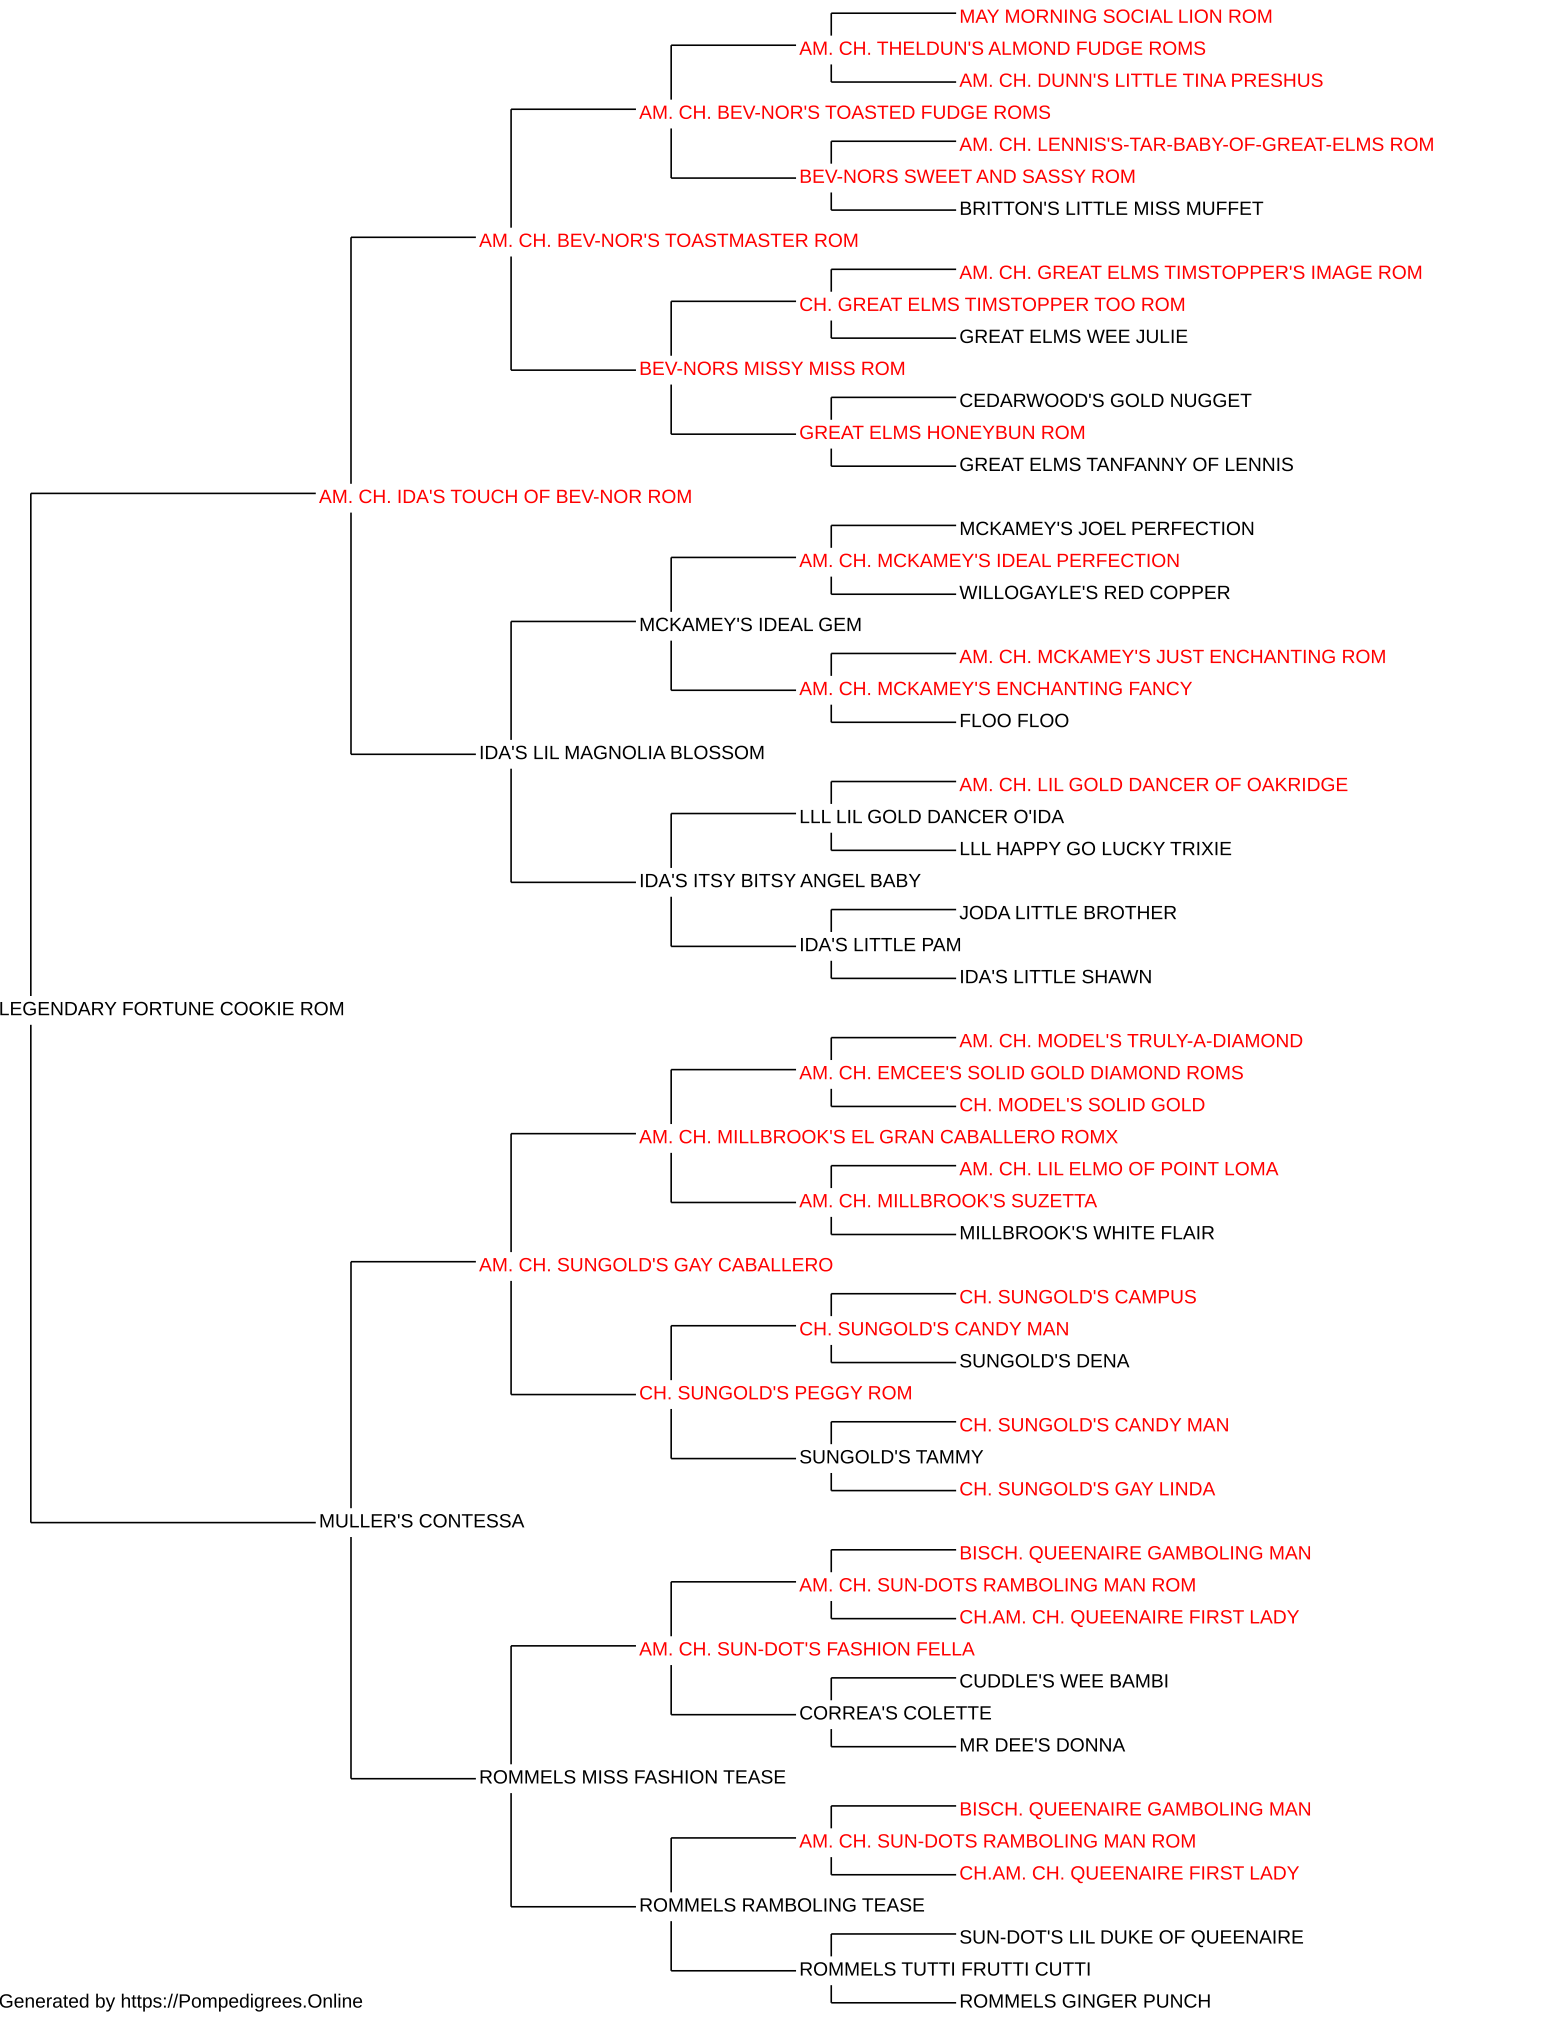 MAY MORNING SOCIAL LION ROM
AM. CH. THELDUN'S ALMOND FUDGE ROMS
AM. CH. DUNN'S LITTLE TINA PRESHUS
AM. CH. BEV-NOR'S TOASTED FUDGE ROMS
AM. CH. LENNIS'S-TAR-BABY-OF-GREAT-ELMS ROM
BEV-NORS SWEET AND SASSY ROM
BRITTON'S LITTLE MISS MUFFET
AM. CH. BEV-NOR'S TOASTMASTER ROM
AM. CH. GREAT ELMS TIMSTOPPER'S IMAGE ROM
CH. GREAT ELMS TIMSTOPPER TOO ROM
GREAT ELMS WEE JULIE
BEV-NORS MISSY MISS ROM
CEDARWOOD'S GOLD NUGGET
GREAT ELMS HONEYBUN ROM
GREAT ELMS TANFANNY OF LENNIS
AM. CH. IDA'S TOUCH OF BEV-NOR ROM
MCKAMEY'S JOEL PERFECTION
AM. CH. MCKAMEY'S IDEAL PERFECTION
WILLOGAYLE'S RED COPPER
MCKAMEY'S IDEAL GEM
AM. CH. MCKAMEY'S JUST ENCHANTING ROM
AM. CH. MCKAMEY'S ENCHANTING FANCY
FLOO FLOO
IDA'S LIL MAGNOLIA BLOSSOM
AM. CH. LIL GOLD DANCER OF OAKRIDGE
LLL LIL GOLD DANCER O'IDA
LLL HAPPY GO LUCKY TRIXIE
IDA'S ITSY BITSY ANGEL BABY
JODA LITTLE BROTHER
IDA'S LITTLE PAM
IDA'S LITTLE SHAWN
LEGENDARY FORTUNE COOKIE ROM
AM. CH. MODEL'S TRULY-A-DIAMOND
AM. CH. EMCEE'S SOLID GOLD DIAMOND ROMS
CH. MODEL'S SOLID GOLD
AM. CH. MILLBROOK'S EL GRAN CABALLERO ROMX
AM. CH. LIL ELMO OF POINT LOMA
AM. CH. MILLBROOK'S SUZETTA
MILLBROOK'S WHITE FLAIR
AM. CH. SUNGOLD'S GAY CABALLERO
CH. SUNGOLD'S CAMPUS
CH. SUNGOLD'S CANDY MAN
SUNGOLD'S DENA
CH. SUNGOLD'S PEGGY ROM
CH. SUNGOLD'S CANDY MAN
SUNGOLD'S TAMMY
CH. SUNGOLD'S GAY LINDA
MULLER'S CONTESSA
BISCH. QUEENAIRE GAMBOLING MAN
AM. CH. SUN-DOTS RAMBOLING MAN ROM
CH.AM. CH. QUEENAIRE FIRST LADY
AM. CH. SUN-DOT'S FASHION FELLA
CUDDLE'S WEE BAMBI
CORREA'S COLETTE
MR DEE'S DONNA
ROMMELS MISS FASHION TEASE
BISCH. QUEENAIRE GAMBOLING MAN
AM. CH. SUN-DOTS RAMBOLING MAN ROM
CH.AM. CH. QUEENAIRE FIRST LADY
ROMMELS RAMBOLING TEASE
SUN-DOT'S LIL DUKE OF QUEENAIRE
ROMMELS TUTTI FRUTTI CUTTI
ROMMELS GINGER PUNCH
Generated by https://Pompedigrees.Online